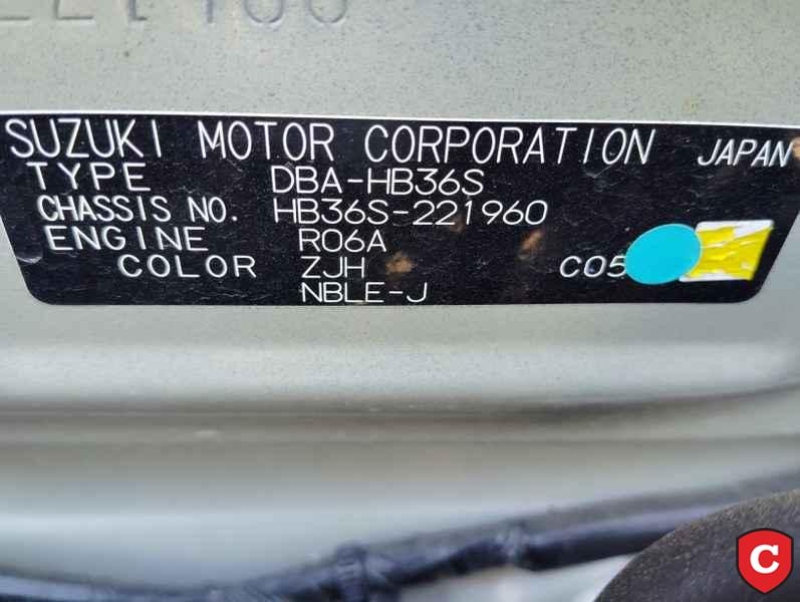 SUZUKI MOTOR CORPORATION JAPAN
TYPE DBA-HB36S
CHASSIS NO. HB36S-221960
ENGINE R06A
COLOR ZJH C05
NBLE-J
C